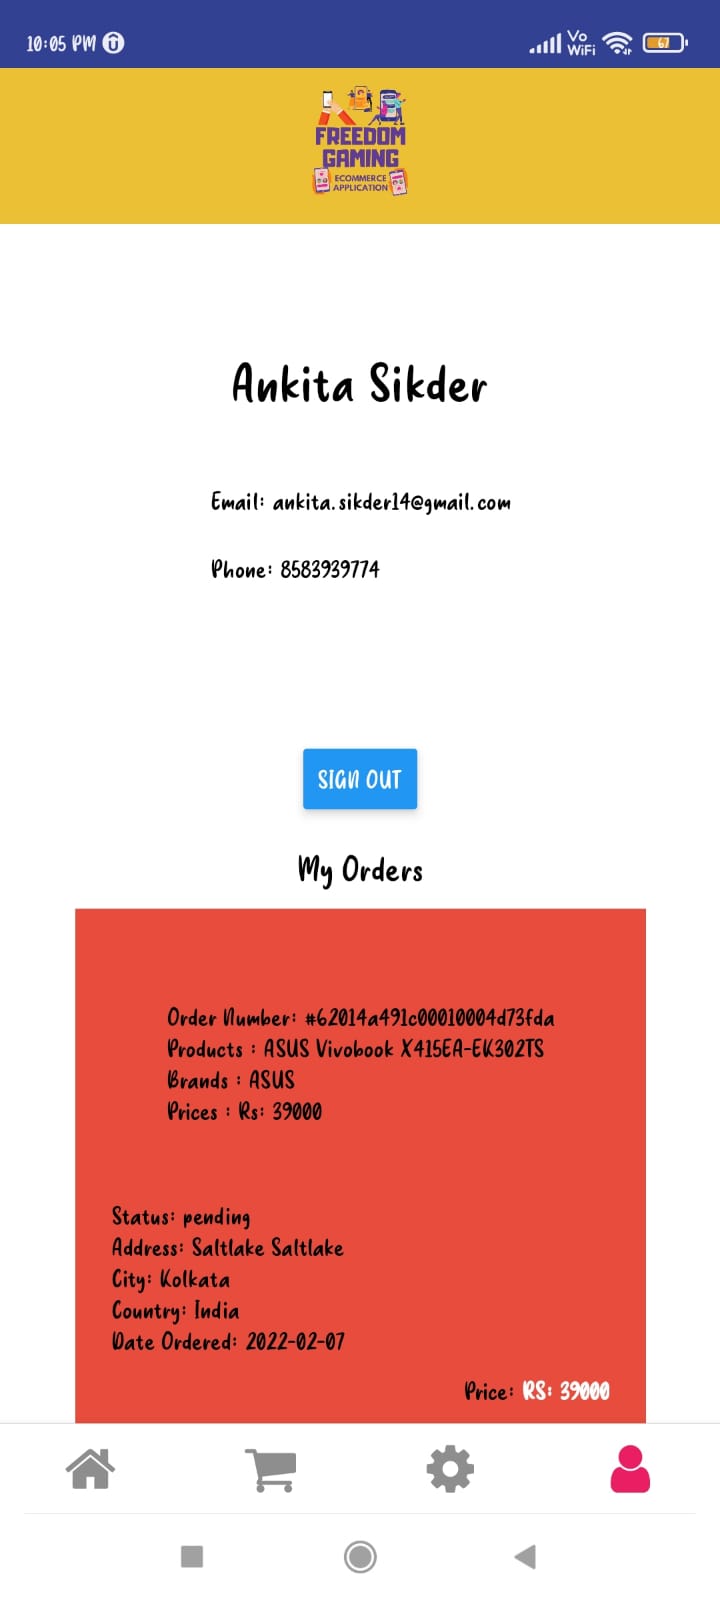 10:05 PM
Vo
WiFi
67
FREEDOM
GAMING
ECOMMERCE
APPLICATION
Ankita Sikder
Email: ankita.sikder14@gmail.com
Phone: 8583939774
SIGN OUT
My Orders
Order Number: #62014a491c00010004d73fda
Products : ASUS Vivobook X415EA-EK302TS
Brands : ASUS
Prices : Rs: 39000
Status: pending
Address: Saltlake Saltlake
City: Kolkata
Country: India
Date Ordered: 2022-02-07
Price: RS: 39000